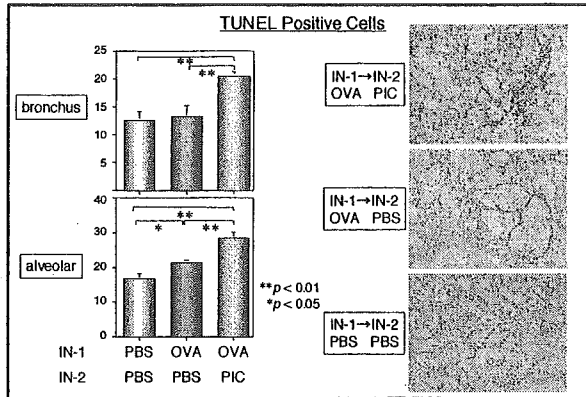 TUNEL Positive Cells
bronchus
25
20
15
10
5
**
**
alveolar
40
30
20
10
0
**
*
**
**p < 0.01
*p < 0.05
IN-1 PBS OVA OVA
IN-2 PBS PBS PIC
IN-1→IN-2
OVA PIC
IN-1→IN-2
OVA PBS
IN-1→IN-2
PBS PBS